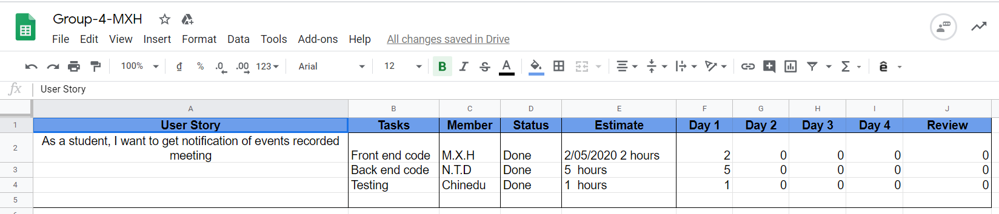 Group-4-MXH
File Edit View Insert Format Data Tools Add-ons Help All changes saved in Drive
100% ₫ % .0 .00 123 Arial 12 B I S A Σ ê
fx User Story
A B C D E F G H I J
1 User Story Tasks Member Status Estimate Day 1 Day 2 Day 3 Day 4 Review
As a student, I want to get notification of events recorded
2 meeting Front end code M.X.H Done 2/05/2020 2 hours 2 0 0 0 0
3 Back end code N.T.D Done 5 hours 5 0 0 0 0
4 Testing Chinedu Done 1 hours 1 0 0 0 0
5